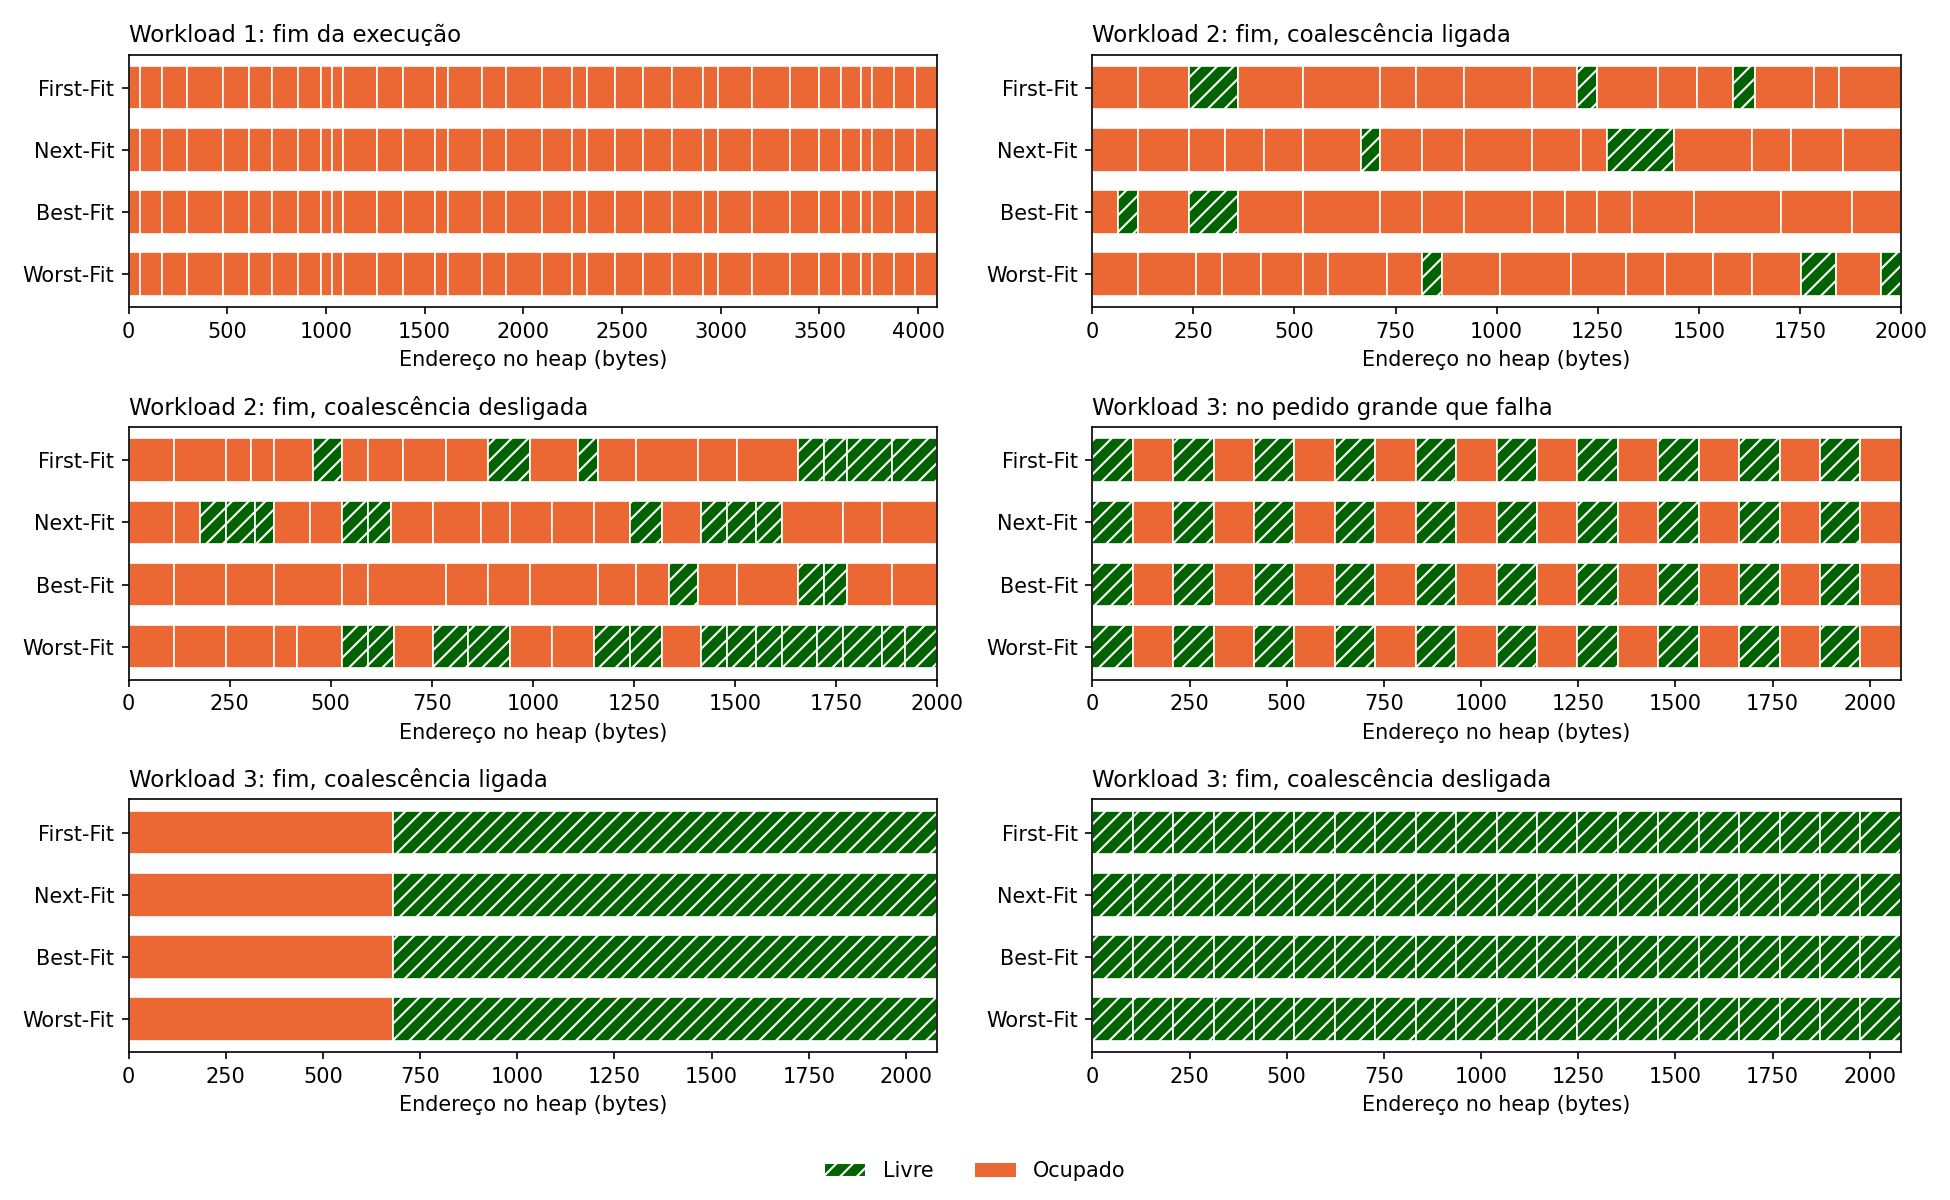 Workload 1: fim da execução
First-Fit
Next-Fit
Best-Fit
Worst-Fit
0 500 1000 1500 2000 2500 3000 3500 4000
Endereço no heap (bytes)
Workload 2: fim, coalescência ligada
First-Fit
Next-Fit
Best-Fit
Worst-Fit
0 250 500 750 1000 1250 1500 1750 2000
Endereço no heap (bytes)
Workload 2: fim, coalescência desligada
First-Fit
Next-Fit
Best-Fit
Worst-Fit
0 250 500 750 1000 1250 1500 1750 2000
Endereço no heap (bytes)
Workload 3: no pedido grande que falha
First-Fit
Next-Fit
Best-Fit
Worst-Fit
0 250 500 750 1000 1250 1500 1750 2000
Endereço no heap (bytes)
Workload 3: fim, coalescência ligada
First-Fit
Next-Fit
Best-Fit
Worst-Fit
0 250 500 750 1000 1250 1500 1750 2000
Endereço no heap (bytes)
Workload 3: fim, coalescência desligada
First-Fit
Next-Fit
Best-Fit
Worst-Fit
0 250 500 750 1000 1250 1500 1750 2000
Endereço no heap (bytes)
Livre Ocupado